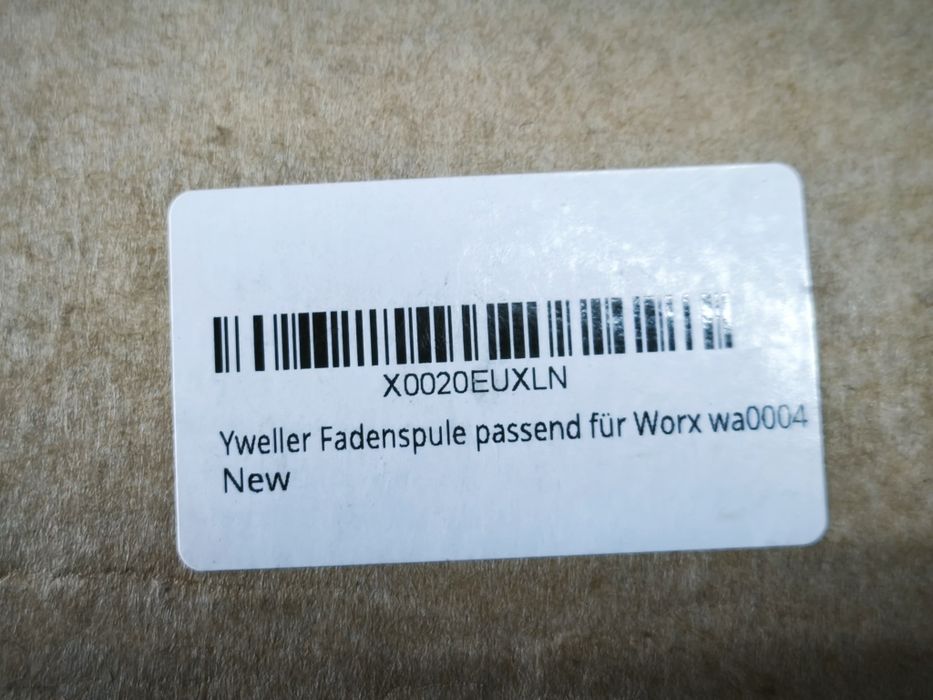 X0020EUXLN
Yweller Fadenspule passend für Worx wa0004
New